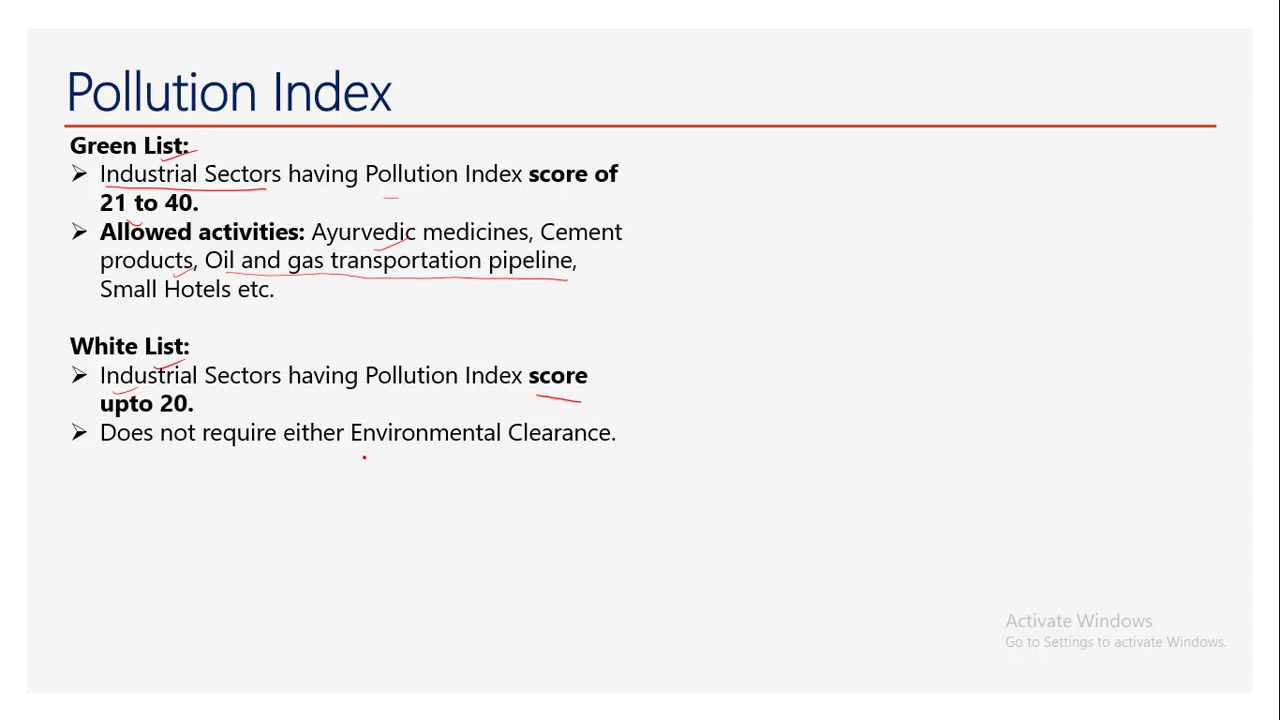 Pollution Index
Green List:
➢ Industrial Sectors having Pollution Index score of
21 to 40.
➢ Allowed activities: Ayurvedic medicines, Cement
products, Oil and gas transportation pipeline,
Small Hotels etc.
White List:
➢ Industrial Sectors having Pollution Index score
upto 20.
➢ Does not require either Environmental Clearance.
Activate Windows
Go to Settings to activate Windows.